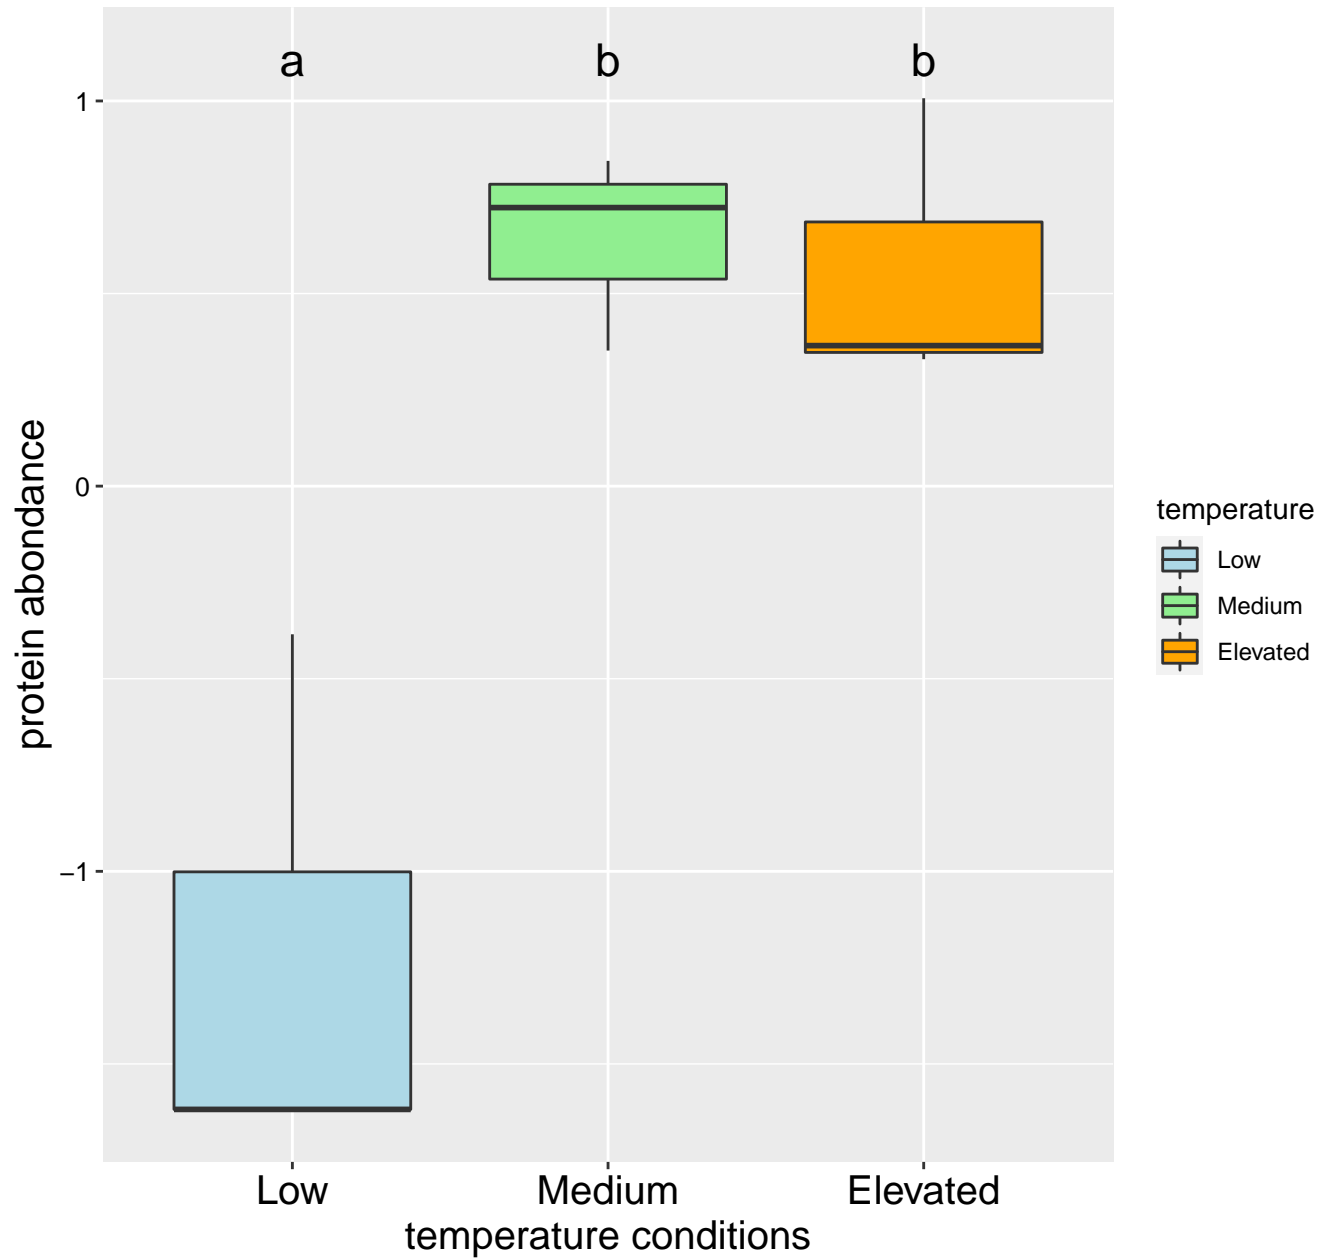 a b b
1
0
−1
protein abondance
Low Medium Elevated
temperature conditions
temperature
Low
Medium
Elevated